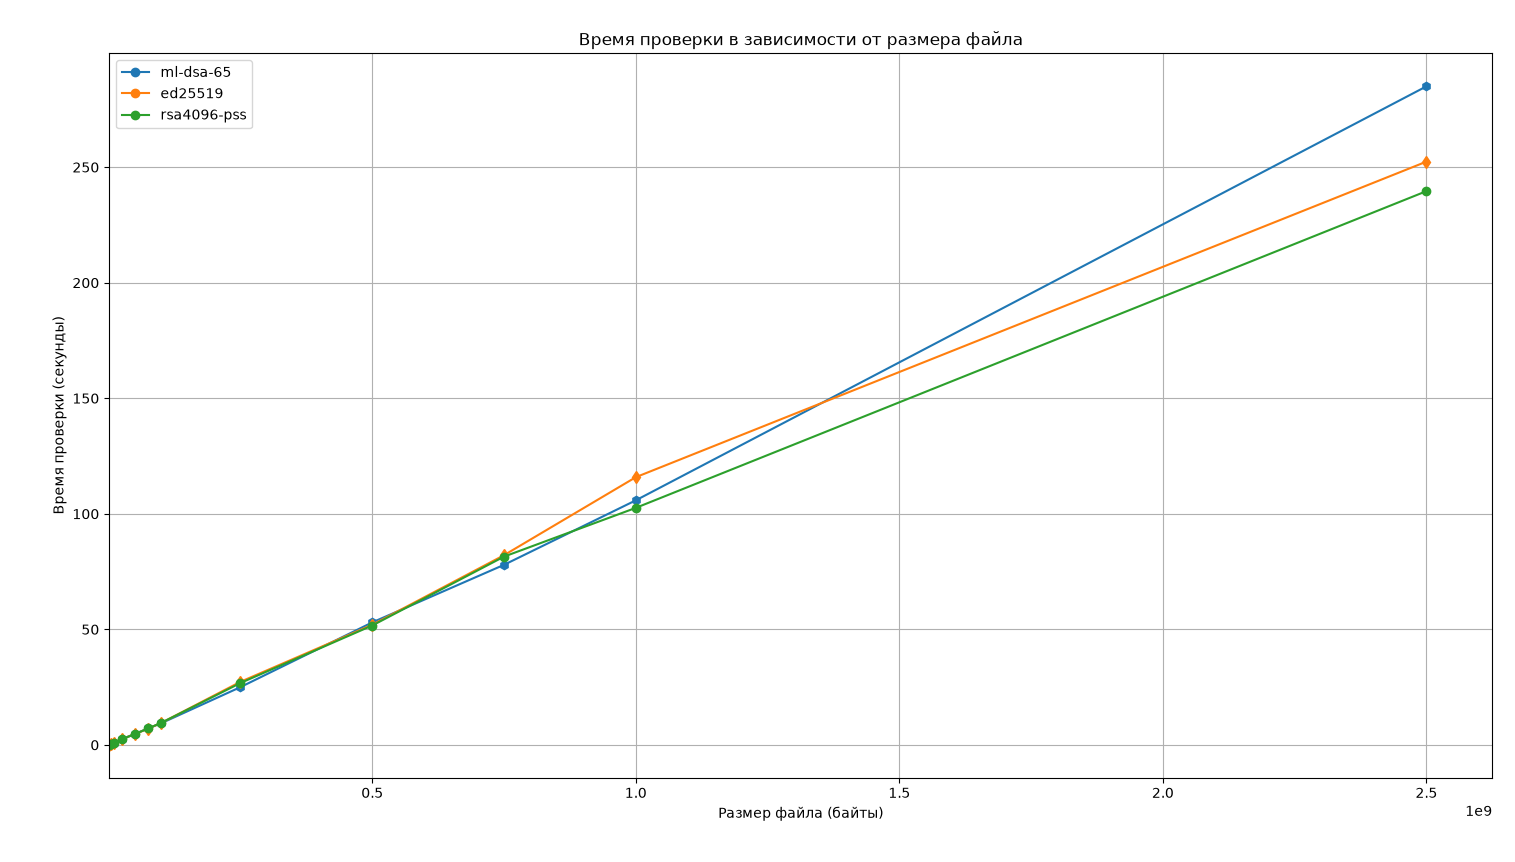 Время проверки в зависимости от размера файла
ml-dsa-65
ed25519
rsa4096-pss
Время проверки (секунды)
250
200
150
100
50
0
0.5
1.0
1.5
2.0
2.5
1e9
Размер файла (байты)